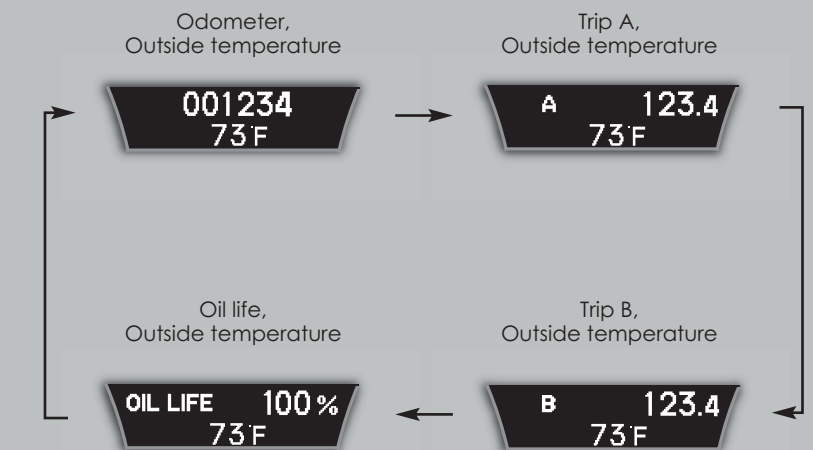 Odometer,
Outside temperature
001234
73°F
Trip A,
Outside temperature
A 123.4
73°F
Oil life,
Outside temperature
OIL LIFE 100%
73°F
Trip B,
Outside temperature
B 123.4
73°F